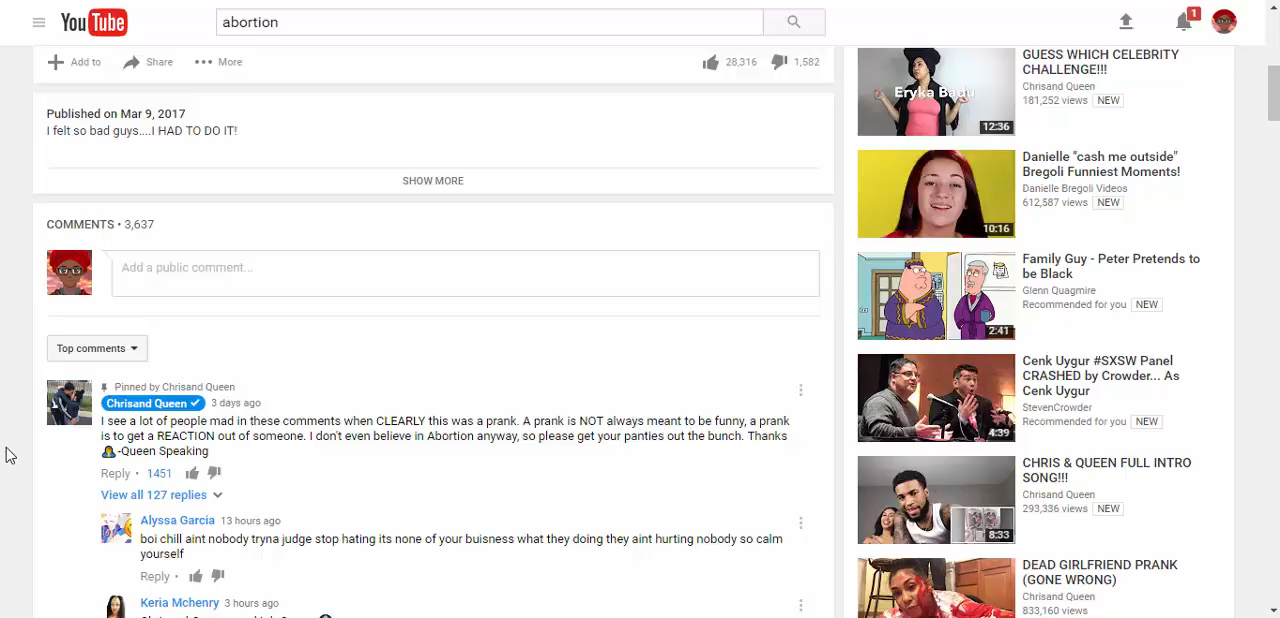 YouTube
abortion
1
Add to
Share
More
28,316
1,582
Published on Mar 9, 2017
I felt so bad guys....I HAD TO DO IT!
SHOW MORE
COMMENTS • 3,637
Add a public comment...
Top comments
Pinned by Chrisand Queen
Chrisand Queen 3 days ago
I see a lot of people mad in these comments when CLEARLY this was a prank. A prank is NOT always meant to be funny, a prank
is to get a REACTION out of someone. I don't even believe in Abortion anyway, so please get your panties out the bunch. Thanks
-Queen Speaking
Reply • 1451
View all 127 replies
Alyssa Garcia 13 hours ago
boi chill aint nobody tryna judge stop hating its none of your buisness what they doing they aint hurting nobody so calm
yourself
Reply •
Keria Mchenry 3 hours ago
Eryka Badu
12:36
GUESS WHICH CELEBRITY
CHALLENGE!!!
Chrisand Queen
181,252 views NEW
10:16
Danielle "cash me outside"
Bregoli Funniest Moments!
Danielle Bregoli Videos
612,587 views NEW
2:41
Family Guy - Peter Pretends to
be Black
Glenn Quagmire
Recommended for you NEW
4:39
Cenk Uygur #SXSW Panel
CRASHED by Crowder... As
Cenk Uygur
StevenCrowder
Recommended for you NEW
8:33
CHRIS & QUEEN FULL INTRO
SONG!!!
Chrisand Queen
293,336 views NEW
DEAD GIRLFRIEND PRANK
(GONE WRONG)
Chrisand Queen
833,160 views